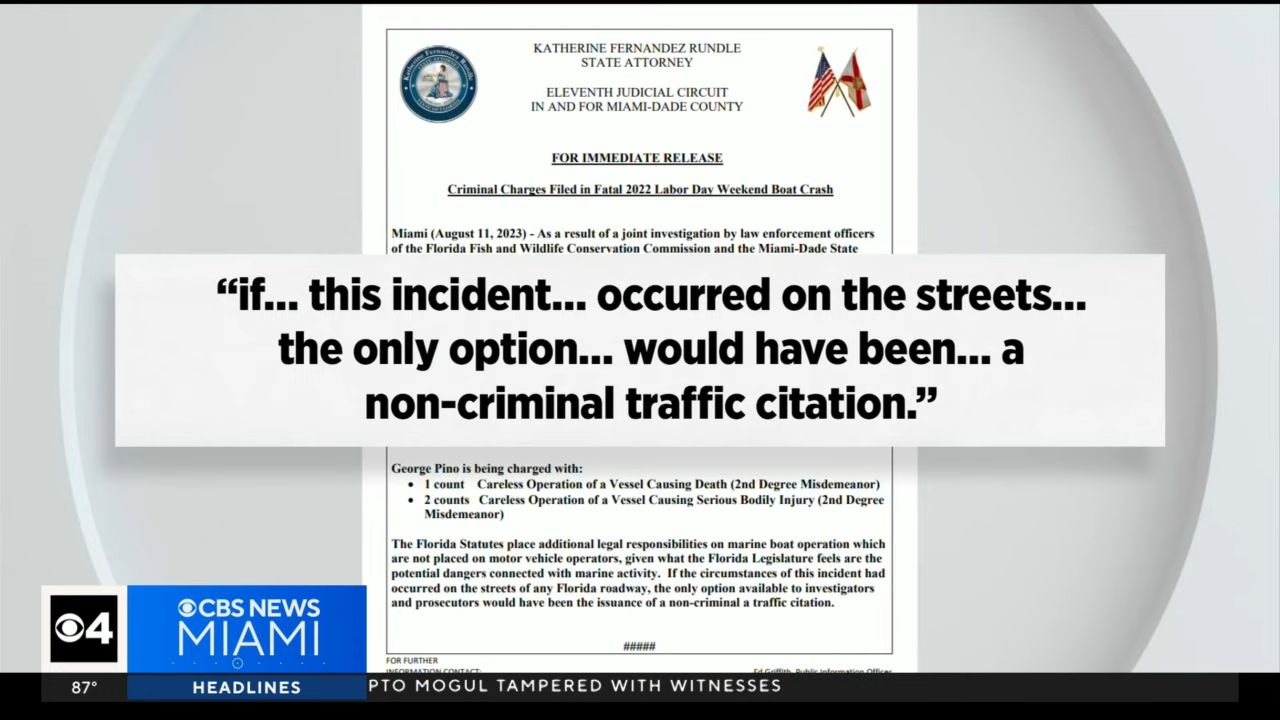 KATHERINE FERNANDEZ RUNDLE
STATE ATTORNEY
ELEVENTH JUDICIAL CIRCUIT
IN AND FOR MIAMI-DADE COUNTY
FOR IMMEDIATE RELEASE
Criminal Charges Filed in Fatal 2022 Labor Day Weekend Boat Crash
Miami (August 11, 2023) - As a result of a joint investigation by law enforcement officers
of the Florida Fish and Wildlife Conservation Commission and the Miami-Dade State
“if... this incident... occurred on the streets...
the only option... would have been... a
non-criminal traffic citation.”
George Pino is being charged with:
• 1 count Careless Operation of a Vessel Causing Death (2nd Degree Misdemeanor)
• 2 counts Careless Operation of a Vessel Causing Serious Bodily Injury (2nd Degree
Misdemeanor)
The Florida Statutes place additional legal responsibilities on marine boat operation which
are not placed on motor vehicle operators, given what the Florida Legislature feels are the
potential dangers connected with marine activity. If the circumstances of this incident had
occurred on the streets of any Florida roadway, the only option available to investigators
and prosecutors would have been the issuance of a non-criminal a traffic citation.
#####
FOR FURTHER
INFORMATION CONTACT: Ed Griffith, Public Information Officer
4
CBS NEWS
MIAMI
87°
HEADLINES
PTO MOGUL TAMPERED WITH WITNESSES